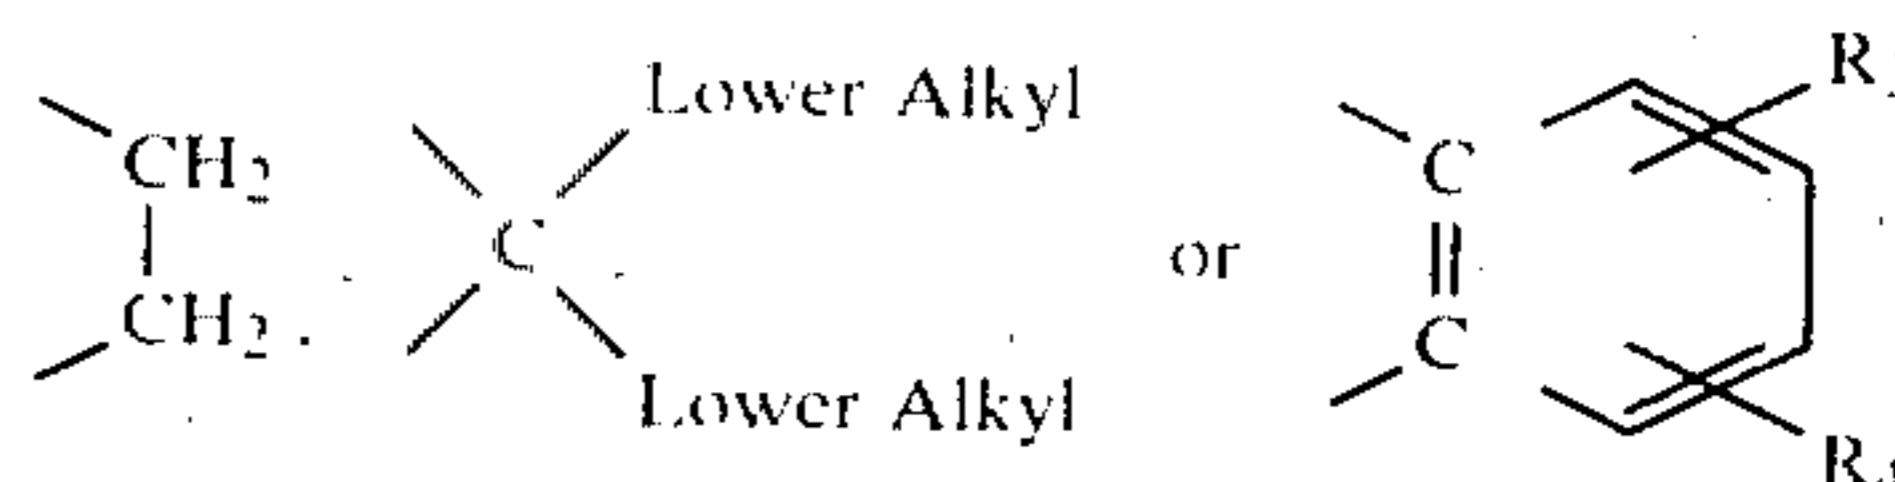 Lower Alkyl R
CH2 C
C or
CH2. C
Lower Alkyl
R